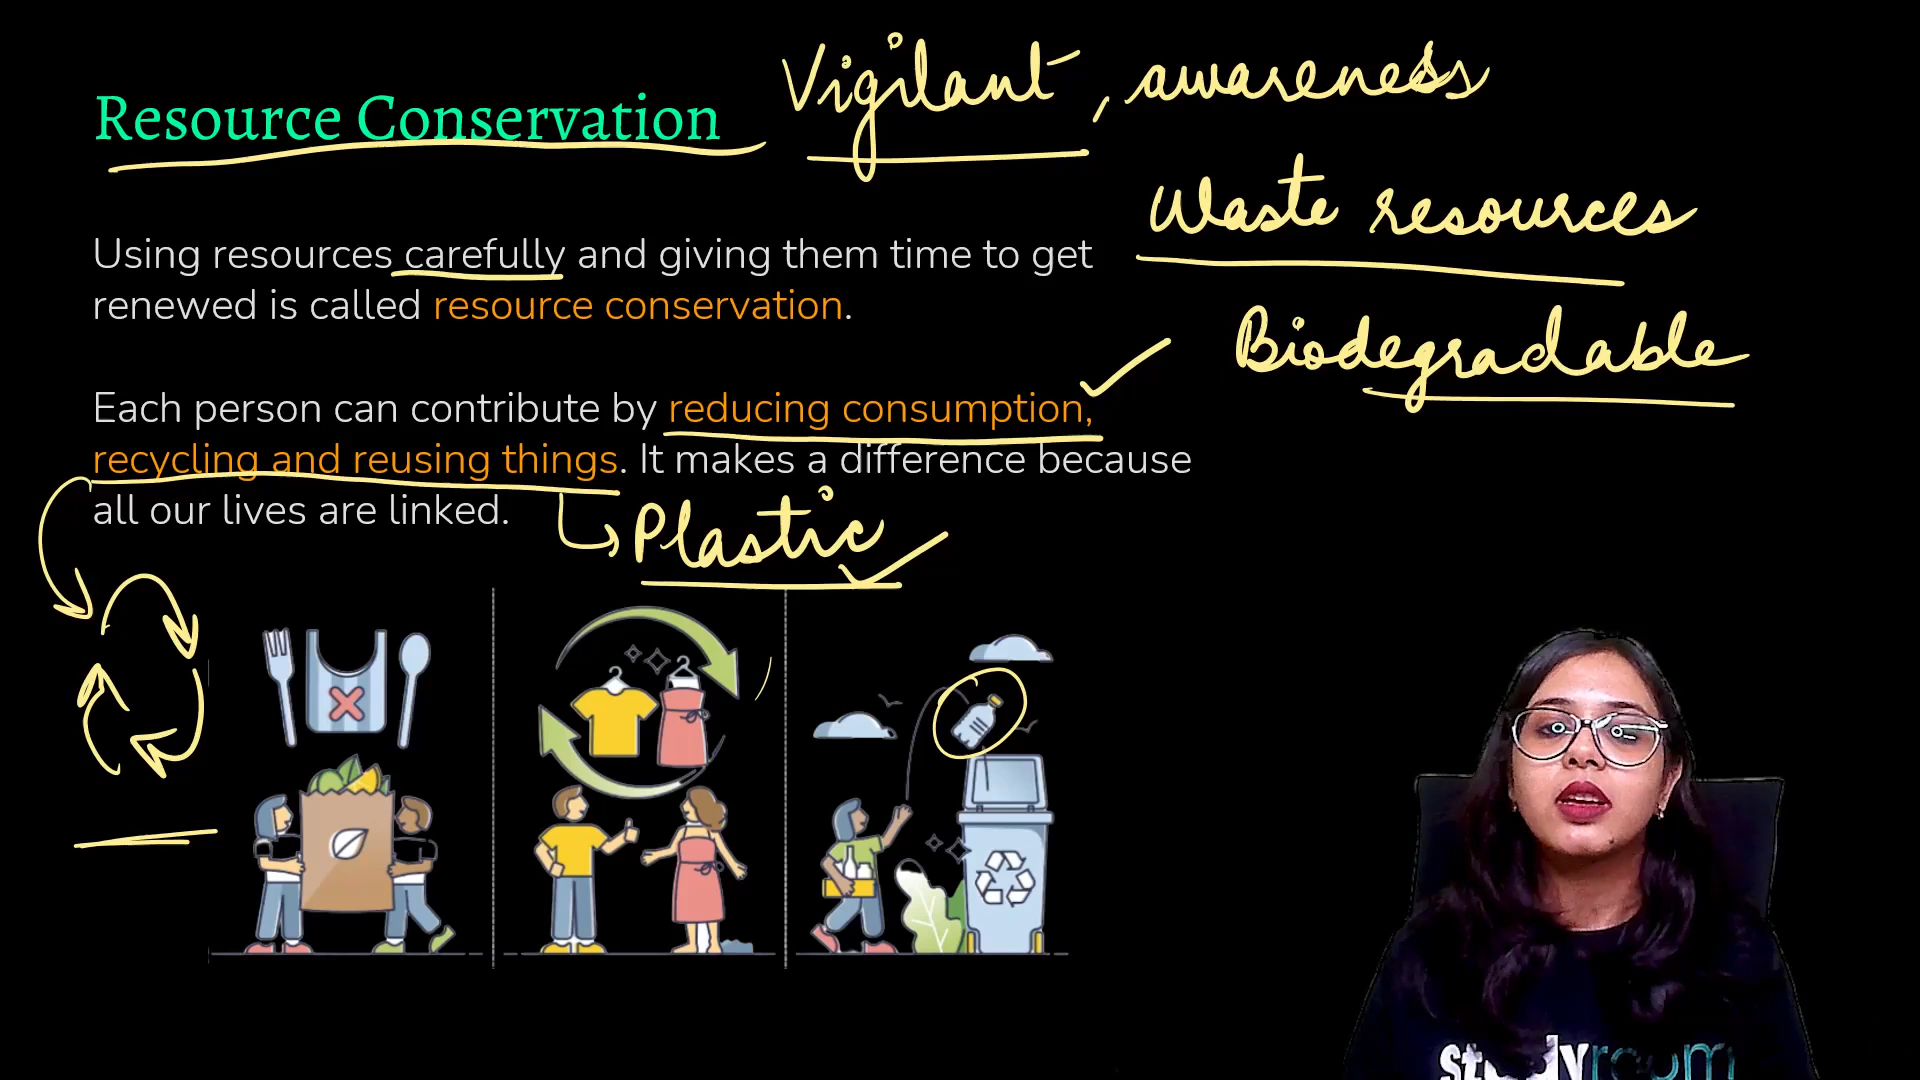 Resource Conservation
Vigilant, awareness
Waste resources
Using resources carefully and giving them time to get
renewed is called resource conservation.
Biodegradable
Each person can contribute by reducing consumption,
recycling and reusing things. It makes a difference because
all our lives are linked.
Plastic
studyroom